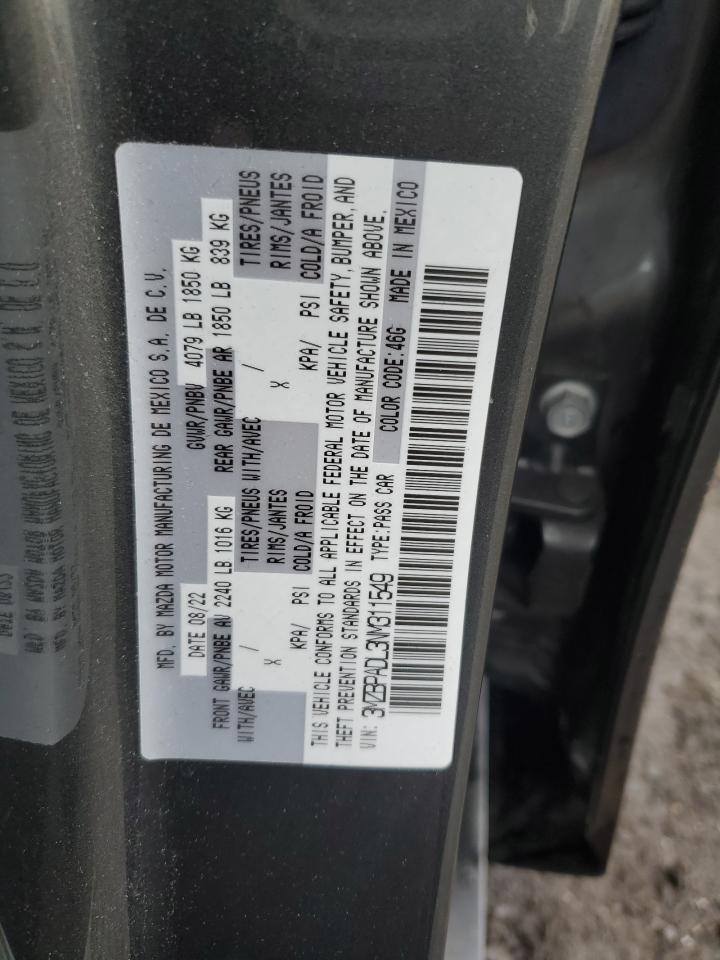 MFD. BY MAZDA MOTOR MANUFACTURING DE MEXICO S.A. DE C.V.
DATE 08/22 GVWR/PNBV 4079 LB 1850 KG
FRONT GAWR/PNBE AV 2240 LB 1016 KG REAR GAWR/PNBE AR 1850 LB 839 KG
WITH/AVEC / TIRES/PNEUS WITH/AVEC / TIRES/PNEUS
X RIMS/JANTES X RIMS/JANTES
KPA/ PSI COLD/A FROID KPA/ PSI COLD/A FROID
THIS VEHICLE CONFORMS TO ALL APPLICABLE FEDERAL MOTOR VEHICLE SAFETY, BUMPER, AND
THEFT PREVENTION STANDARDS IN EFFECT ON THE DATE OF MANUFACTURE SHOWN ABOVE.
VIN: 3MZBPADL3NM311549 TYPE:PASS CAR COLOR CODE:46G MADE IN MEXICO